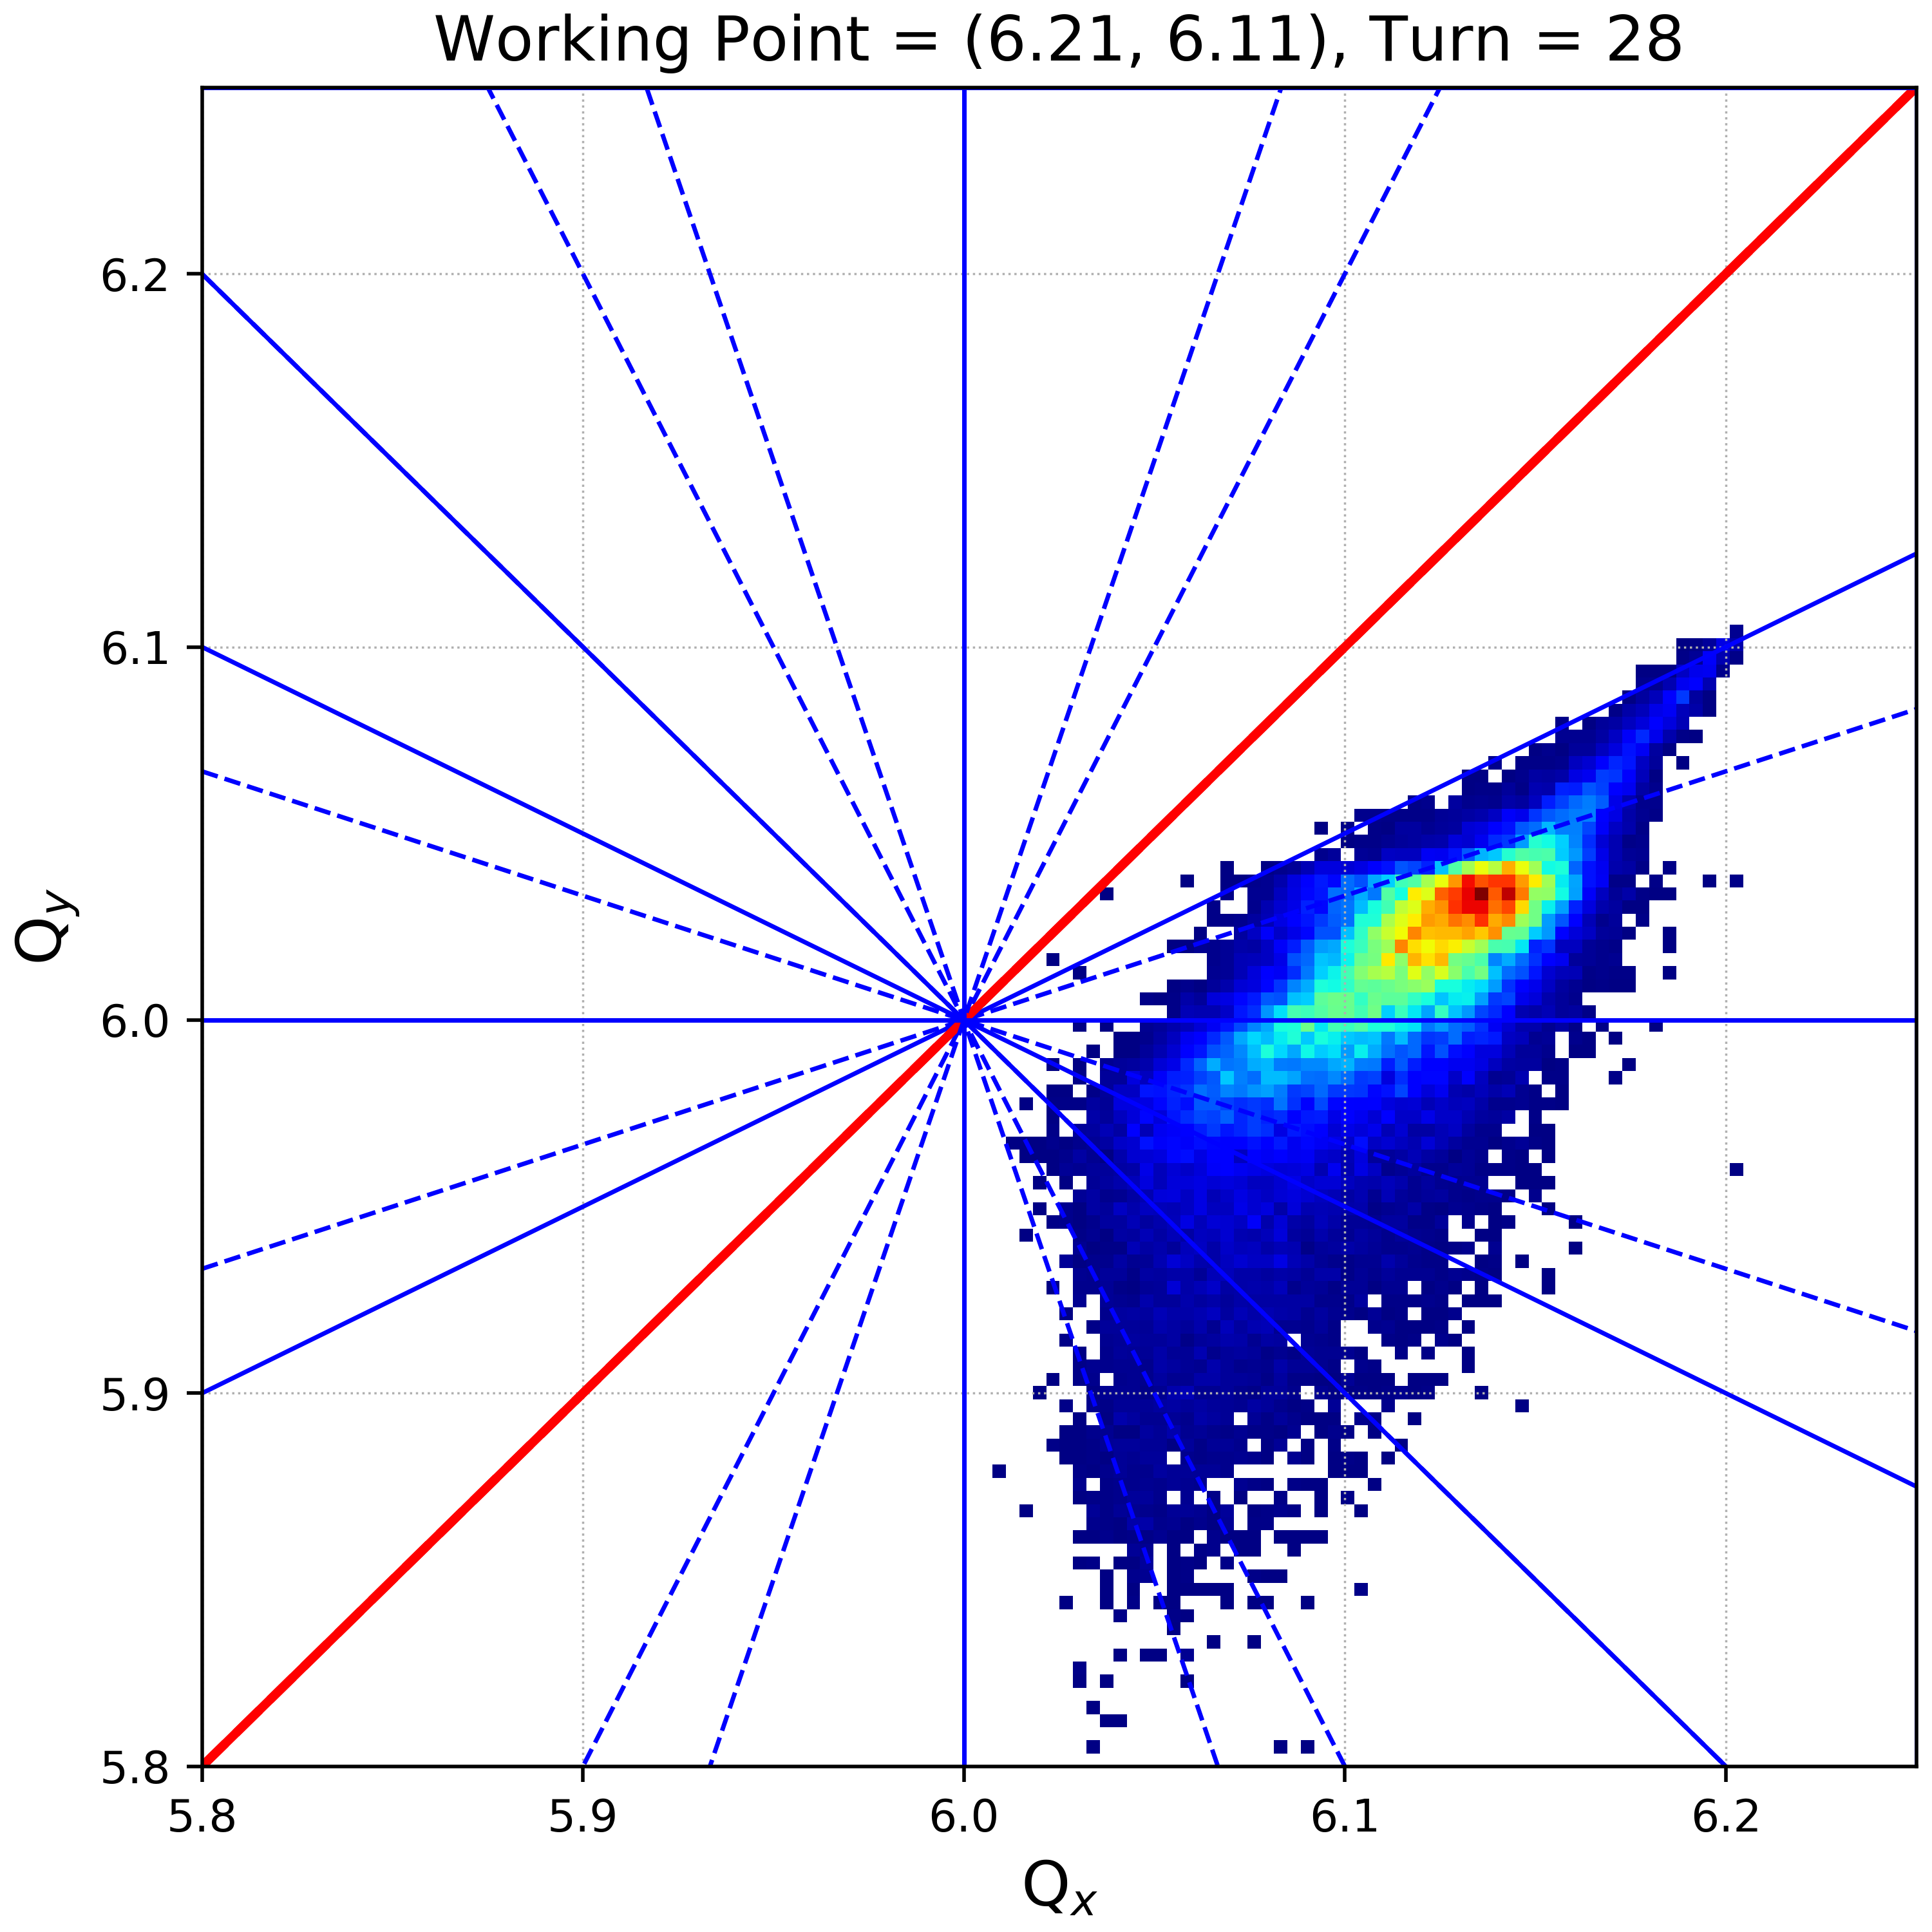 Working Point = (6.21, 6.11), Turn = 28
6.2
6.1
6.0
5.9
5.8
Qy
5.8 5.9 6.0 6.1 6.2
Qx